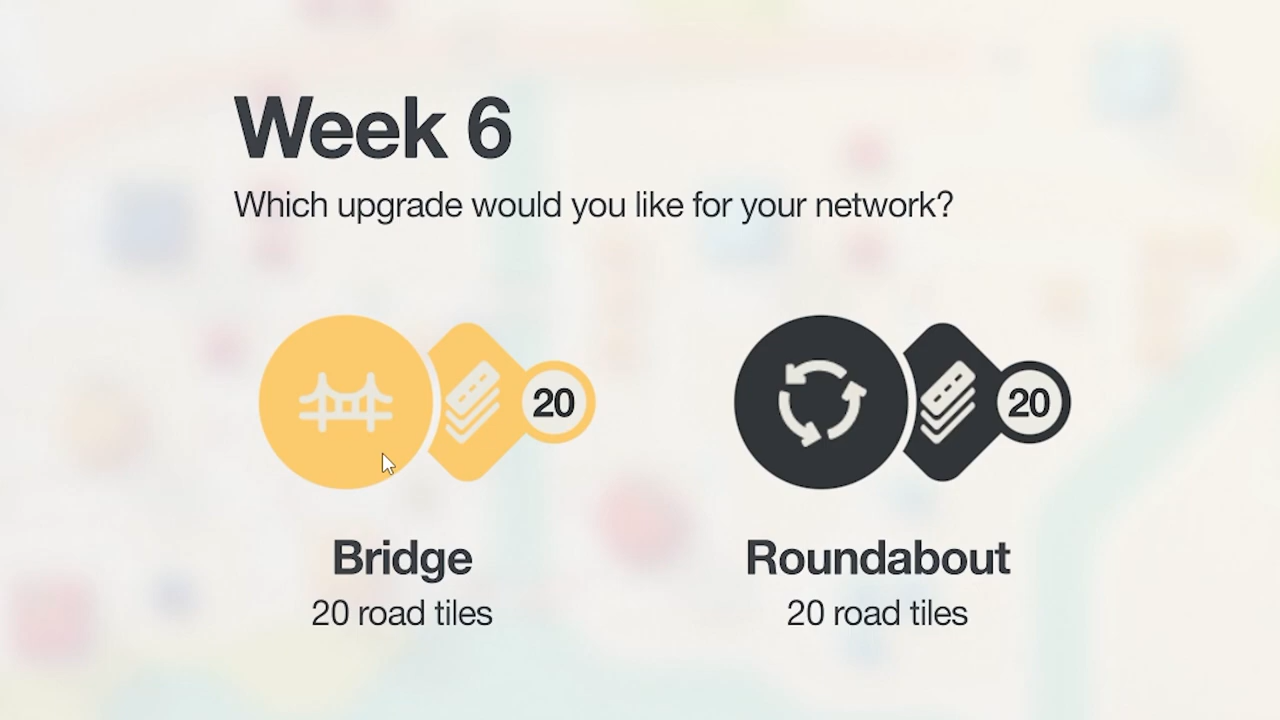 Week 6
Which upgrade would you like for your network?
20
20
Bridge
Roundabout
20 road tiles
20 road tiles